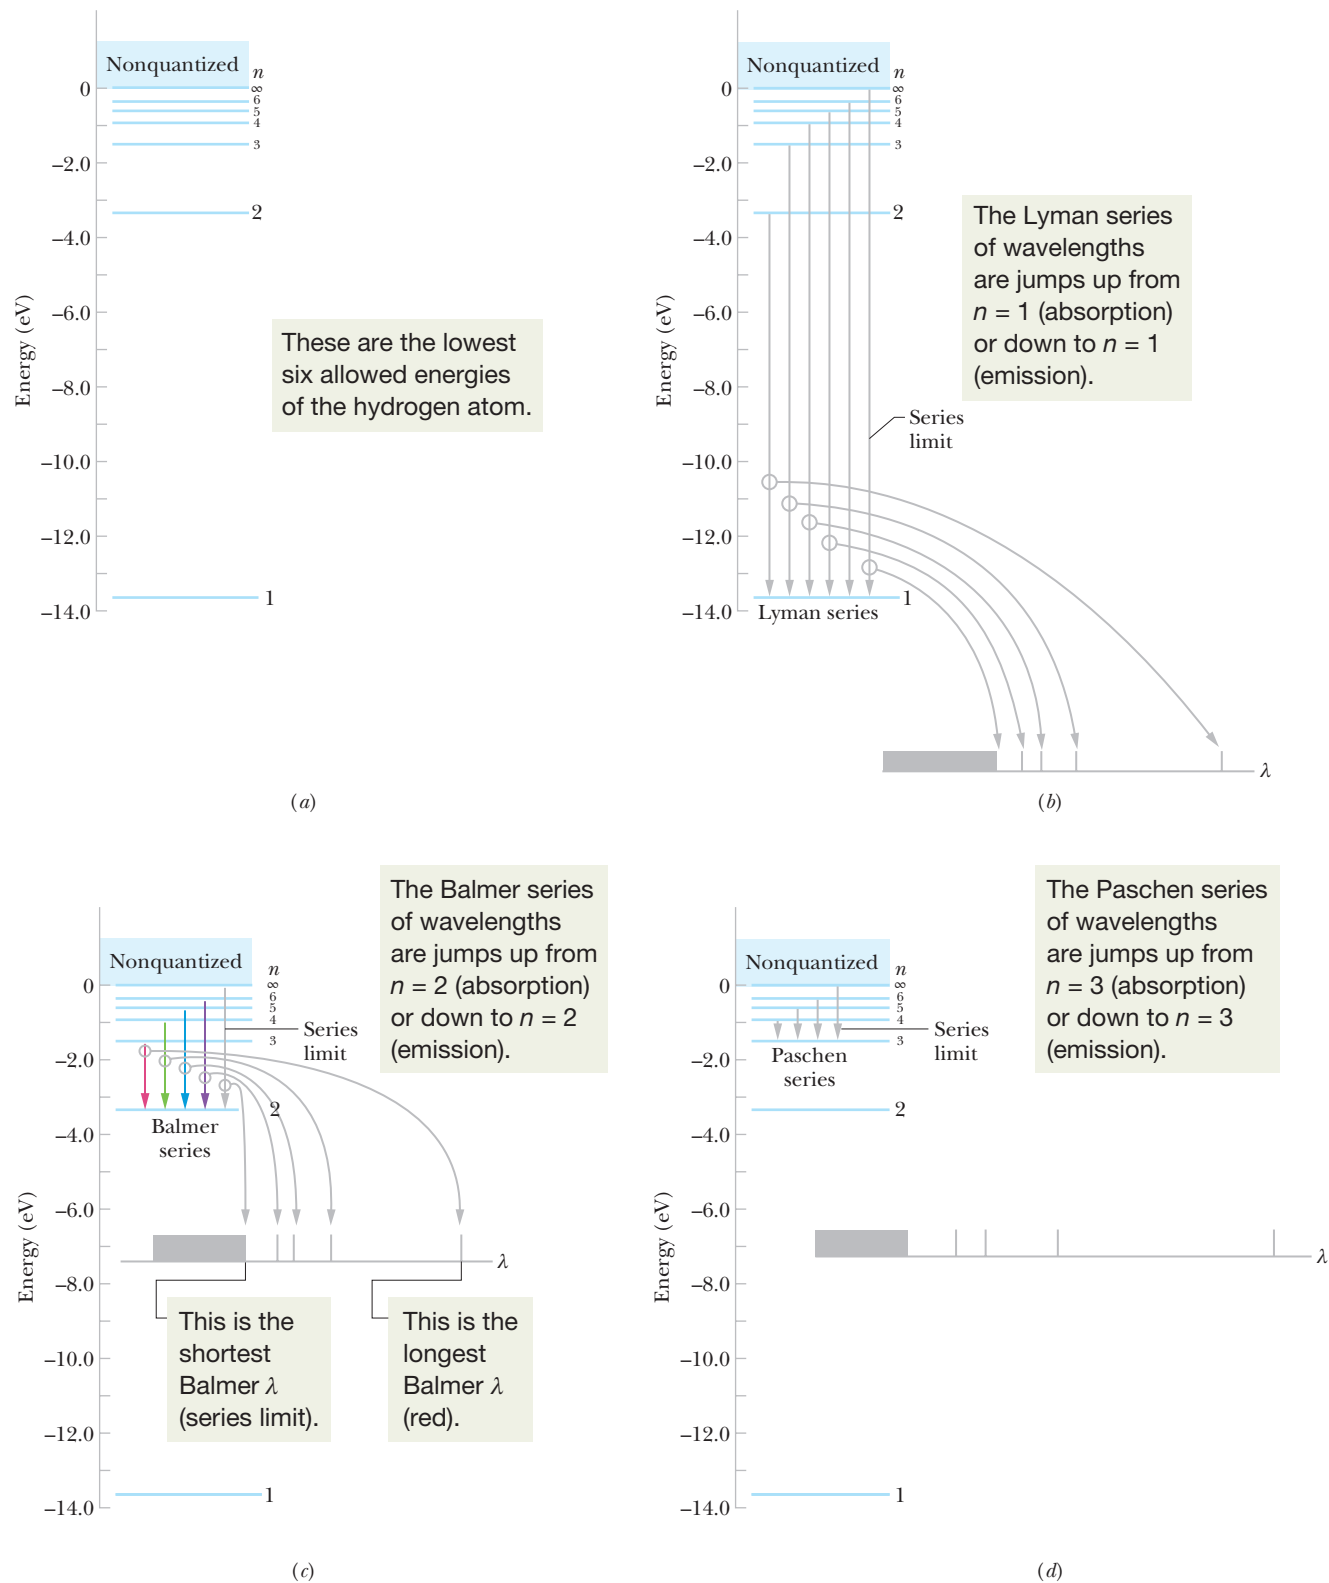 Nonquantized
n
∞
6
5
4
3
2
1
0
–2.0
–4.0
–6.0
–8.0
–10.0
–12.0
–14.0
Energy (eV)
These are the lowest
six allowed energies
of the hydrogen atom.
(a)
Nonquantized
n
∞
6
5
4
3
2
1
0
–2.0
–4.0
–6.0
–8.0
–10.0
–12.0
–14.0
Energy (eV)
The Lyman series
of wavelengths
are jumps up from
n = 1 (absorption)
or down to n = 1
(emission).
Series
limit
Lyman series
λ
(b)
Nonquantized
n
∞
6
5
4
3
2
1
0
–2.0
–4.0
–6.0
–8.0
–10.0
–12.0
–14.0
Energy (eV)
The Balmer series
of wavelengths
are jumps up from
n = 2 (absorption)
or down to n = 2
(emission).
Series
limit
Balmer
series
λ
This is the
shortest
Balmer λ
(series limit).
This is the
longest
Balmer λ
(red).
(c)
Nonquantized
n
∞
6
5
4
3
2
1
0
–2.0
–4.0
–6.0
–8.0
–10.0
–12.0
–14.0
Energy (eV)
The Paschen series
of wavelengths
are jumps up from
n = 3 (absorption)
or down to n = 3
(emission).
Series
limit
Paschen
series
λ
(d)